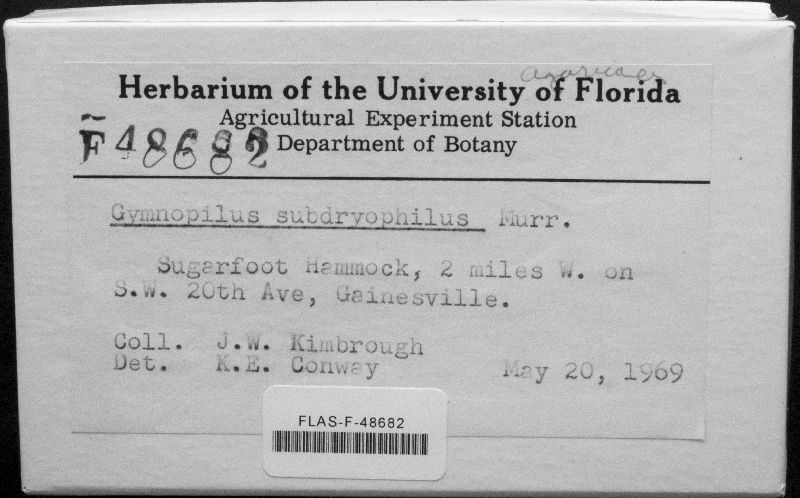 Agaricales
Herbarium of the University of Florida
Agricultural Experiment Station
F 48682 Department of Botany
Gymnopilus subdryophilus Murr.
Sugarfoot Hammock, 2 miles W. on
S.W. 20th Ave, Gainesville.
Coll. J.W. Kimbrough
Det. K.E. Conway May 20, 1969
FLAS-F-48682